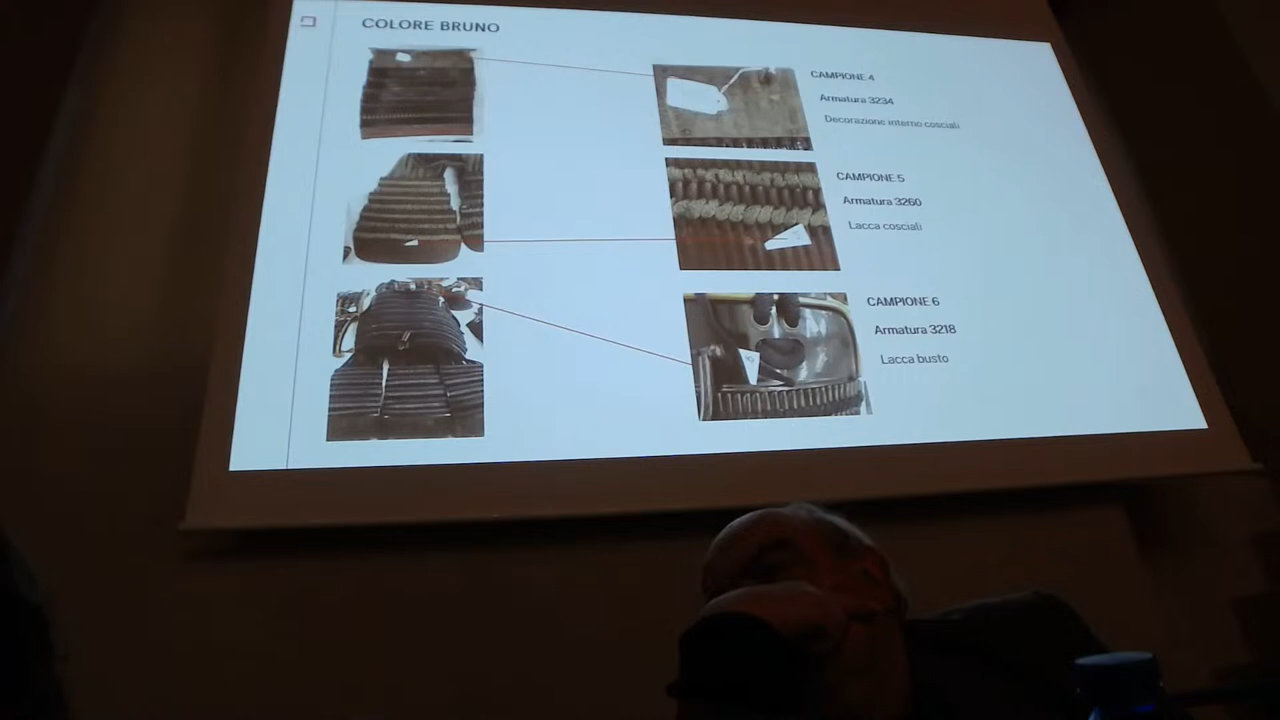 COLORE BRUNO
CAMPIONE 4
Armatura 3234
Decorazione interno cosciali
CAMPIONE 5
Armatura 3260
Lacca cosciali
CAMPIONE 6
Armatura 3218
Lacca busto